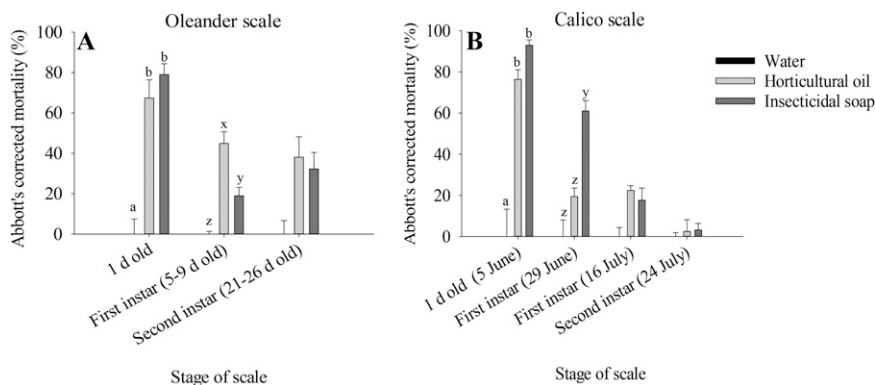 Oleander scale
A
Abbott's corrected mortality (%)
100
80
60
40
20
0
a
b
b
z
x
y
1 d old
First instar (5-9 d old)
Second instar (21-26 d old)
Stage of scale
Calico scale
B
Abbott's corrected mortality (%)
100
80
60
40
20
0
a
b
b
z
z
y
1 d old (5 June)
First instar (29 June)
First instar (16 July)
Second instar (24 July)
Stage of scale
Water
Horticultural oil
Insecticidal soap